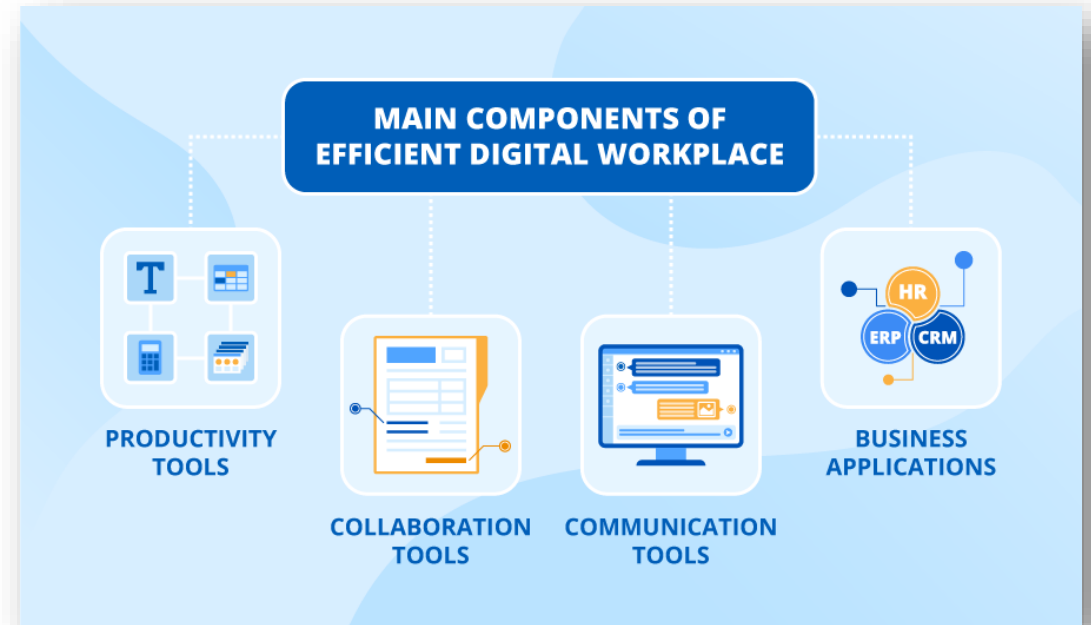 MAIN COMPONENTS OF
EFFICIENT DIGITAL WORKPLACE
T
PRODUCTIVITY
TOOLS
COLLABORATION
TOOLS
COMMUNICATION
TOOLS
HR
ERP
CRM
BUSINESS
APPLICATIONS